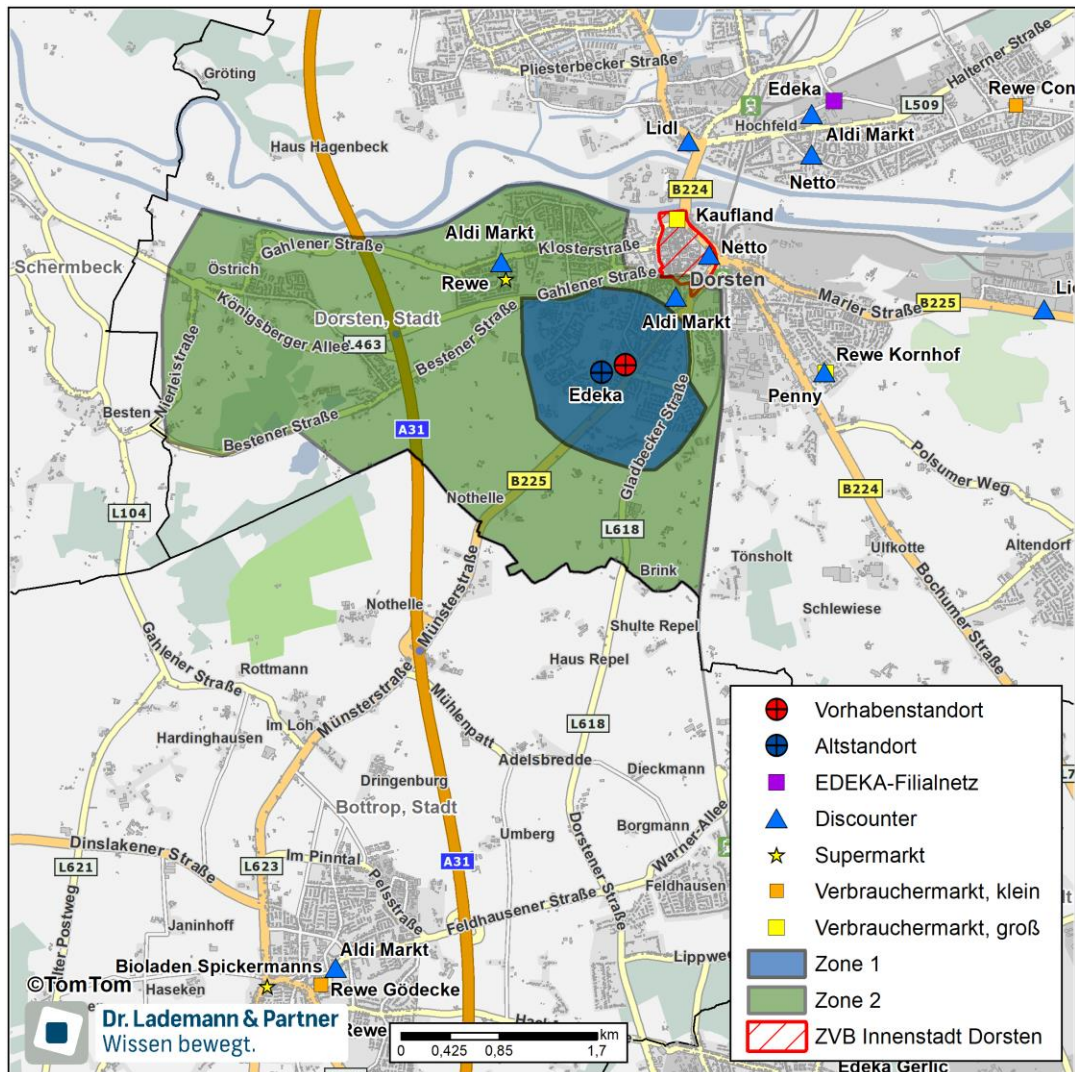 Gröting
Pliesterbecker Straße
Halterner Straße
Edeka
Rewe Con
L509
Lidl
Hochfeld
Aldi Markt
Haus Hagenbeck
Netto
B224
Kaufland
Aldi Markt
Klosterstraße
Gahlener Straße
Netto
Schermbeck
Östrich
Rewe
Gahlener Straße
Dorsten
Königsberger Allee
Dorsten, Stadt
Marler Straße
B225
L463
Bestener Straße
Aldi Markt
Nierleistraße
Rewe Kornhof
Edeka
Penny
Besten
Bestener Straße
A31
Gladbecker Straße
Polsumer Weg
B225
Nothelle
B224
L104
L618
Ulfkotte
Altendorf
Tönsholt
Brink
Bochumer Straße
Nothelle
Münsterstraße
Schlewiese
Gahlener Straße
Shulte Repel
Rottmann
Haus Repel
Münsterstraße
Mühlenpatt
Im Loh
L618
Hardinghausen
Adelsbredde
Dringenburg
Dieckmann
Bottrop, Stadt
Umberg
Borgmann
Dorstener Straße
Warner-Allee
Dinslakener Straße
Im Pinntal
A31
L621
L623
Pelsstraße
Feldhausen
Feldhausener Straße
Janinhoff
Alter Postweg
Aldi Markt
Bioladen Spickermanns
Lippwe
©TomTom
Haseken
Rewe Gödecke
Rewe
Edeka Gerlic
Dr. Lademann & Partner
Wissen bewegt.
km
0 0,425 0,85 1,7
Vorhabenstandort
Altstandort
EDEKA-Filialnetz
Discounter
Supermarkt
Verbrauchermarkt, klein
Verbrauchermarkt, groß
Zone 1
Zone 2
ZVB Innenstadt Dorsten